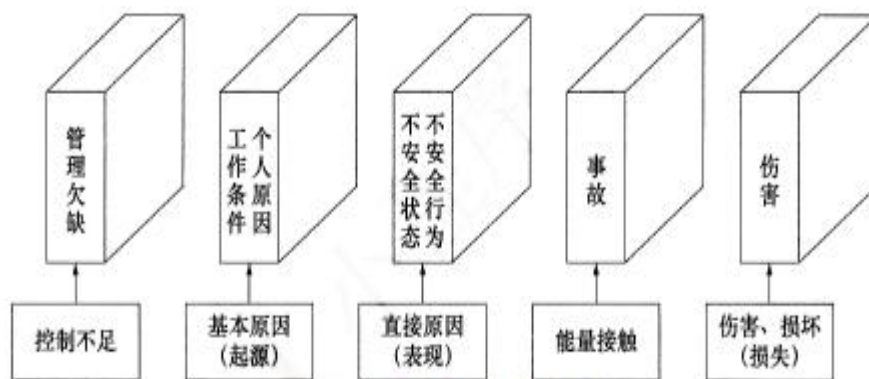 管理欠缺
个人原因
工作条件
不安全行为
不安全状态
事故
伤害
控制不足
基本原因
(起源)
直接原因
(表现)
能量接触
伤害、损坏
(损失)